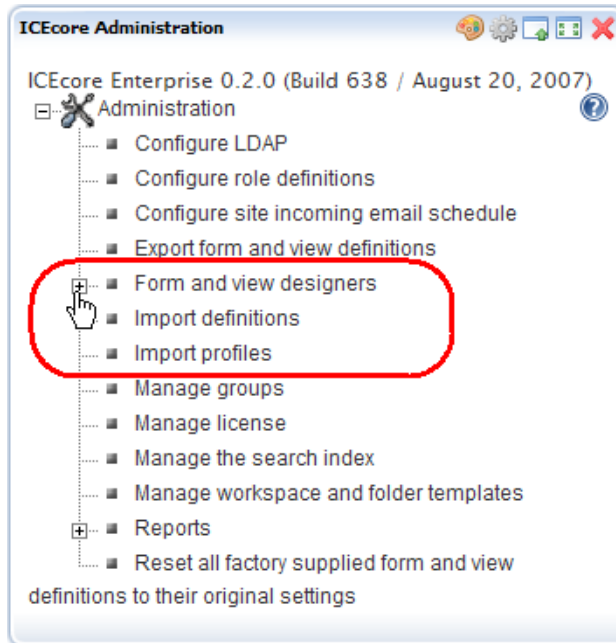 ICEcore Administration
ICEcore Enterprise 0.2.0 (Build 638 / August 20, 2007)
Administration
Configure LDAP
Configure role definitions
Configure site incoming email schedule
Export form and view definitions
Form and view designers
Import definitions
Import profiles
Manage groups
Manage license
Manage the search index
Manage workspace and folder templates
Reports
Reset all factory supplied form and view
definitions to their original settings